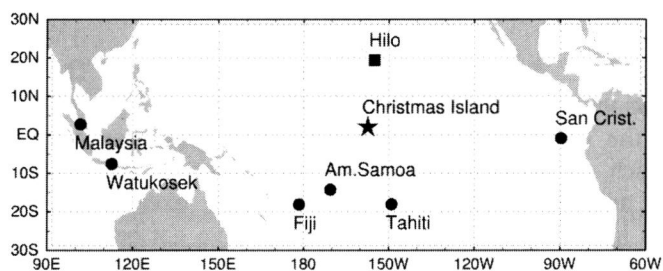 30N
Hilo
20N
10N
Christmas Island
San Crist.
EQ
Malaysia
10S
Am.Samoa
Watukosek
20S
Fiji
Tahiti
30S
90E 120E 150E 180 150W 120W 90W 60W